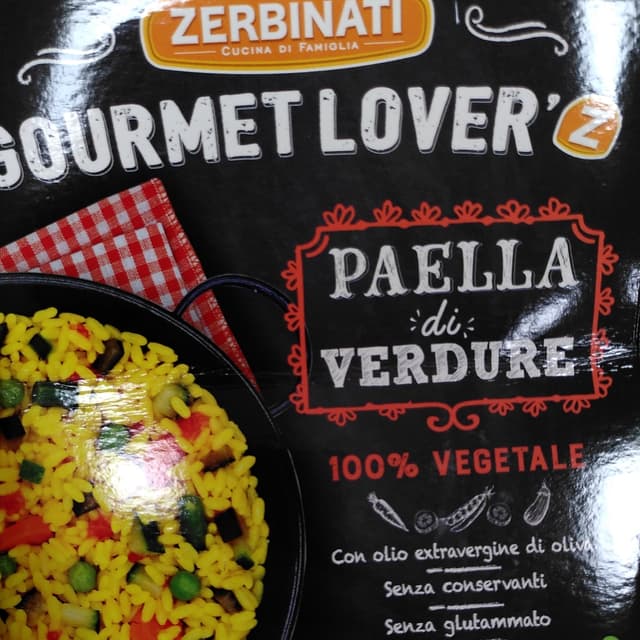 ZERBINATI
CUCINA DI FAMIGLIA
GOURMET LOVER'Z
PAELLA
di
VERDURE
100% VEGETALE
Con olio extravergine di oliva
Senza conservanti
Senza glutammato